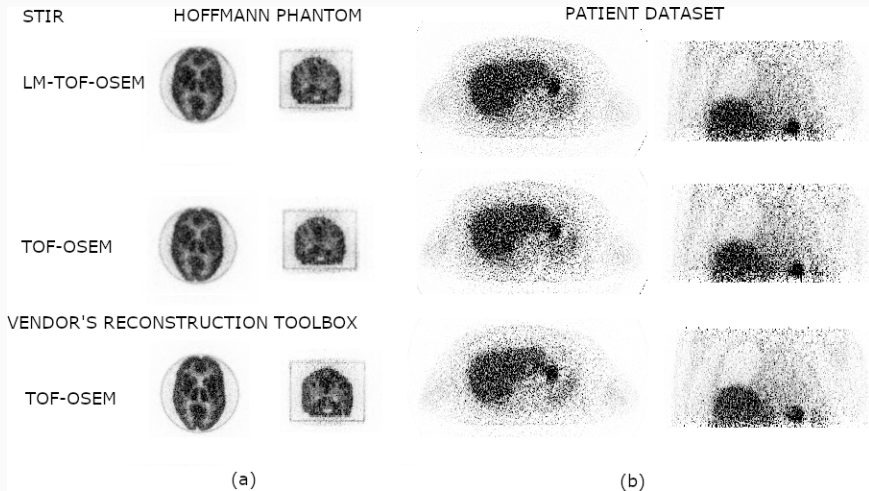 STIR HOFFMANN PHANTOM PATIENT DATASET
LM-TOF-OSEM
TOF-OSEM
VENDOR'S RECONSTRUCTION TOOLBOX
TOF-OSEM
(a) (b)